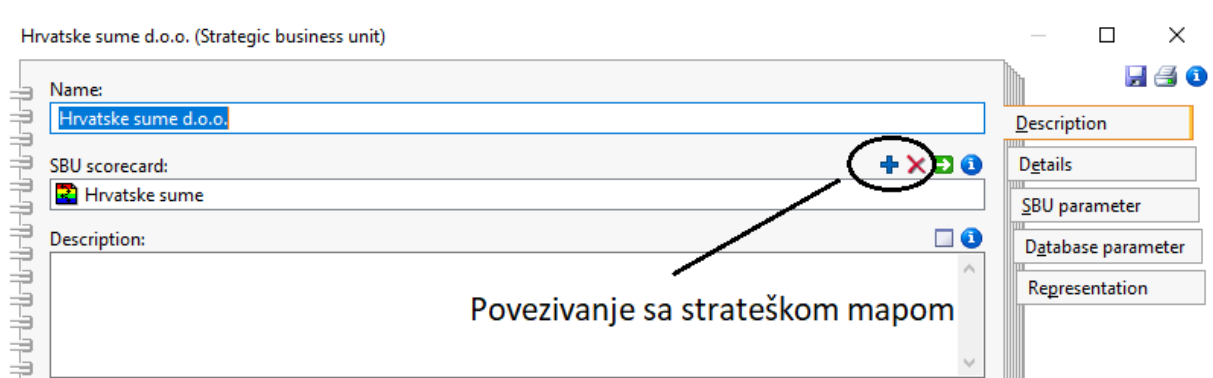 Hrvatske sume d.o.o. (Strategic business unit)
Name:
Hrvatske sume d.o.o.
Description
SBU scorecard:
Details
Hrvatske sume
SBU parameter
Description:
Database parameter
Representation
Povezivanje sa strateškom mapom